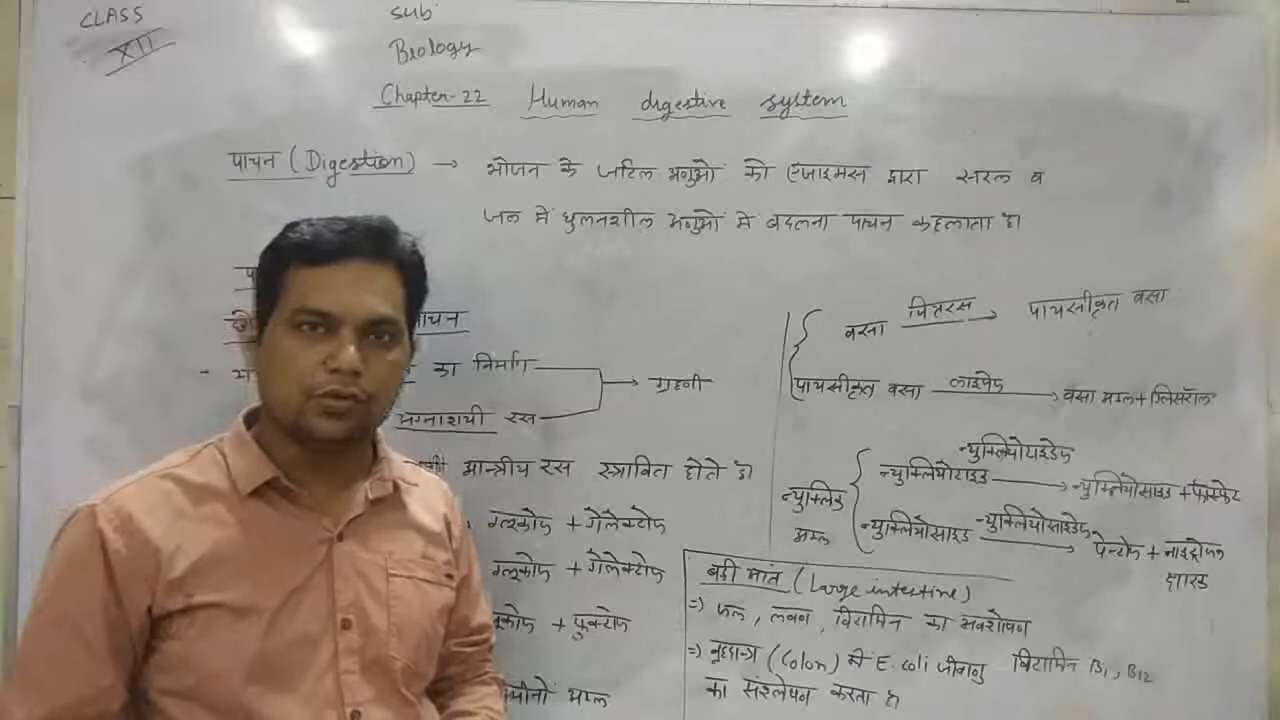 CLASS
XII
Sub
Biology
Chapter-22 Human digestive system
पाचन (Digestion) → भोजन के जटिल अणुओं को एंजाइमस द्वारा सरल व
जल में घुलनशील अणुओं में बदलना पाचन कहलाता है।
पाचन
का निर्माण
अग्नाशयी रस → ग्रहणी
आन्त्रीय रस स्त्रावित होते है।
ग्लूकोज + गैलेक्टोज
ग्लूकोज + गैलेक्टोज
+ फ्रुक्टोज
अम्ल
वसा पित्तरस → पायसीकृत वसा
पायसीकृत वसा लाइपेज → वसा अम्ल + ग्लिसरॉल
न्युक्लिक अम्ल
न्युक्लियोटाइड न्युक्लियोटाइडेज → न्युक्लियोसाइड + फास्फेट
न्युक्लियोसाइड न्युक्लियोसाइडेज → पेन्टोज + नाइट्रोजन क्षारक
बडी आंत (Large intestine)
⇒ जल, लवण, विटामिन का अवशोषण
⇒ वृहदान्त्र (Colon) में E. coli जीवाणु विटामिन B₁, B₁₂
का संश्लेषण करता है।